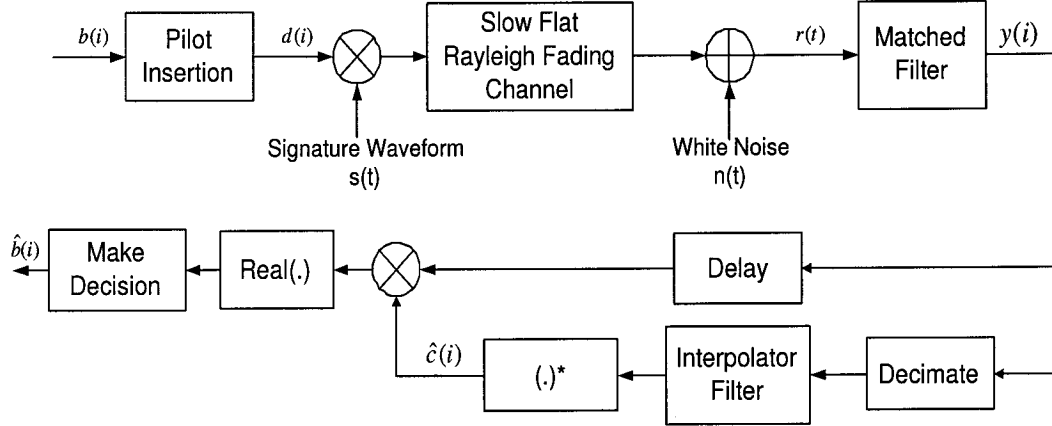 b(i)
Pilot
Insertion
d(i)
Slow Flat
Rayleigh Fading
Channel
r(t)
Matched
Filter
y(i)
Signature Waveform
s(t)
White Noise
n(t)
b̂(i)
Make
Decision
Real(.)
Delay
ĉ(i)
(.)*
Interpolator
Filter
Decimate